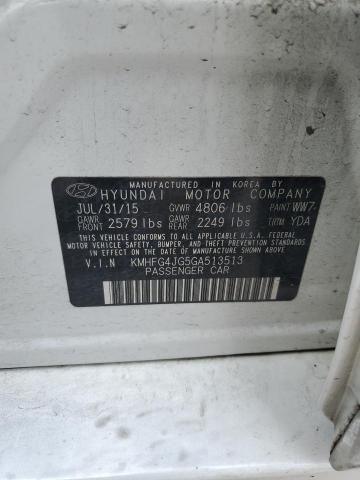 MANUFACTURED IN KOREA BY
HYUNDAI MOTOR COMPANY
JUL/31/15 GVWR 4806 lbs PAINT WW7
GAWR FRONT 2579 lbs GAWR REAR 2249 lbs TRIM YDA
THIS VEHICLE CONFORMS TO ALL APPLICABLE U.S.A FEDERAL
MOTOR VEHICLE SAFETY, BUMPER, AND THEFT PREVENTION STANDARDS
IN EFFECT ON THE DATE OF MANUFACTURE SHOWN ABOVE.
V.I.N KMHFG4JG5GA513513
PASSENGER CAR